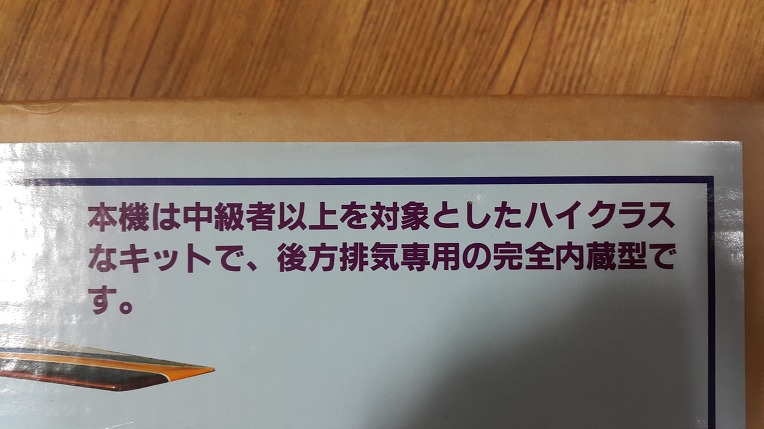 本機は中級者以上を対象としたハイクラス
なキットで、後方排気専用の完全内蔵型で
す。